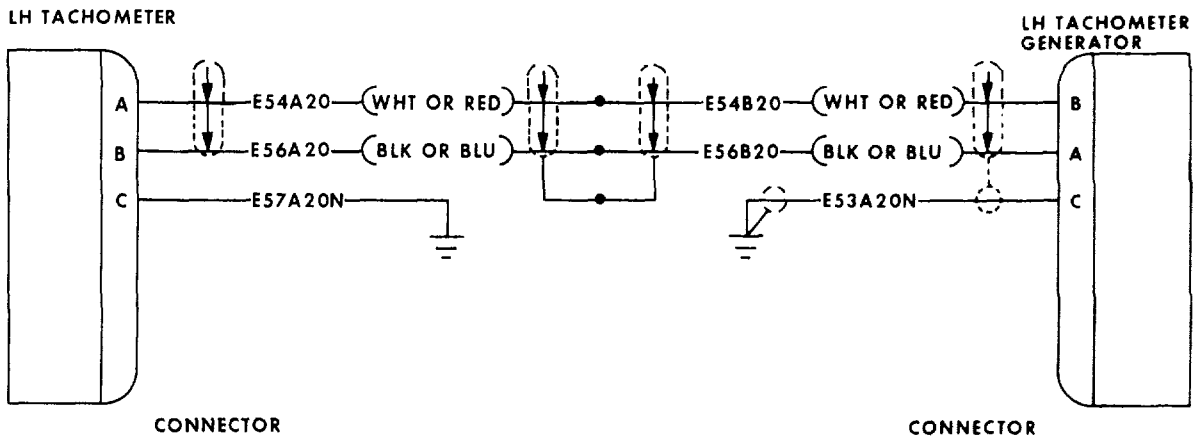 LH TACHOMETER
LH TACHOMETER
GENERATOR
A E54A20 (WHT OR RED) E54B20 (WHT OR RED) B
B E56A20 (BLK OR BLU) E56B20 (BLK OR BLU) A
C E57A20N E53A20N C
CONNECTOR
CONNECTOR